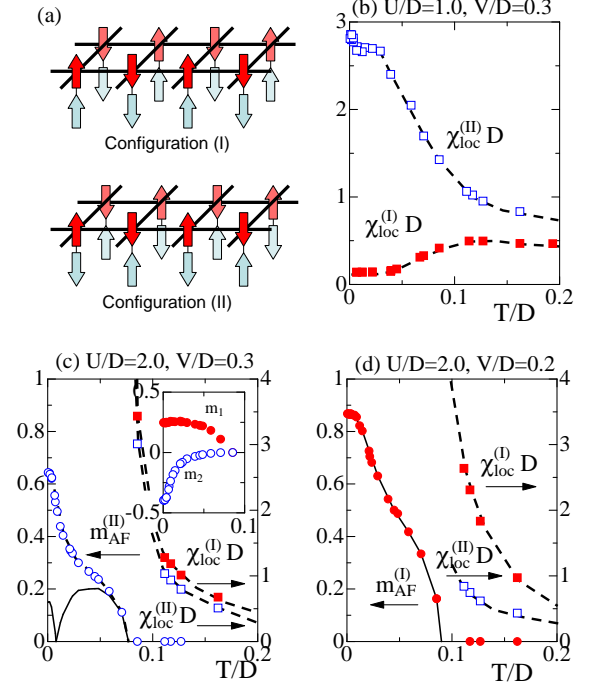 (a)
Configuration (I)
Configuration (II)
(b) U/D=1.0, V/D=0.3
3
2
1
0
χloc(II) D
χloc(I) D
0 0.1 0.2
T/D
(c) U/D=2.0, V/D=0.3
1
0.8
0.6
0.4
0.2
0
4
3
2
1
0
0.5
0
-0.5
m1
m2
0 0.1
mAF(II)
χloc(I) D
χloc(II) D
0 0.1 0.2
T/D
(d) U/D=2.0, V/D=0.2
1
0.8
0.6
0.4
0.2
0
4
3
2
1
0
χloc(I) D
χloc(II) D
mAF(I)
0 0.1 0.2
T/D